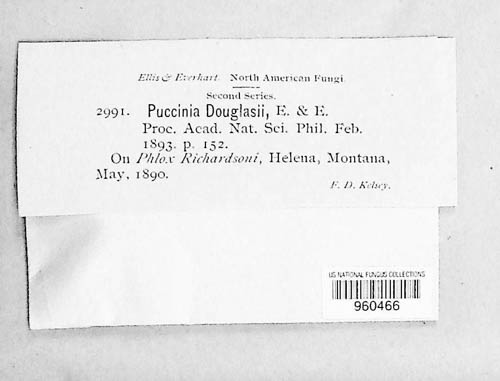 Ellis & Everhart. North American Fungi.
Second Series.
2991. Puccinia Douglasii, E. & E.
Proc. Acad. Nat. Sci. Phil. Feb.
1893. p. 152.
On Phlox Richardsoni, Helena, Montana,
May, 1890.
F. D. Kelsey.
US NATIONAL FUNGUS COLLECTIONS
960466